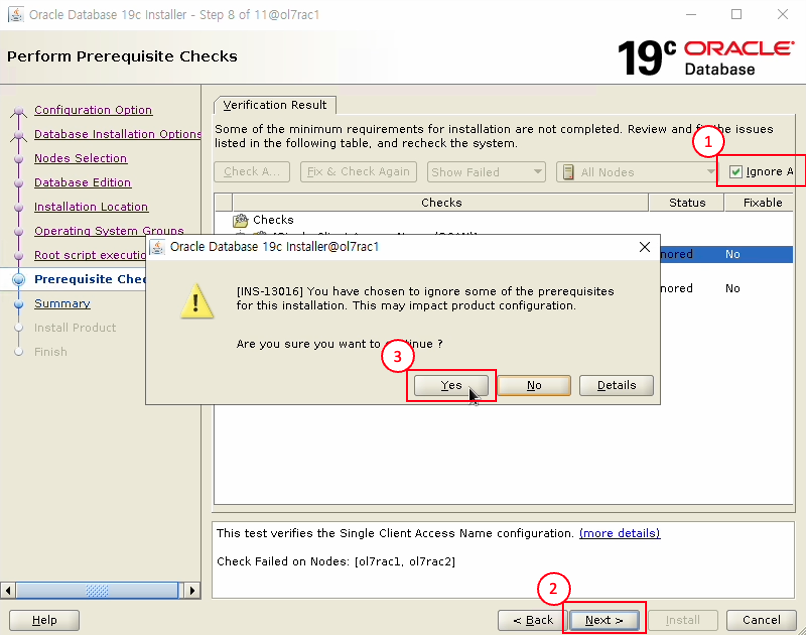 Oracle Database 19c Installer - Step 8 of 11@ol7rac1
Perform Prerequisite Checks
19c ORACLE
Database
Configuration Option
Database Installation Options
Nodes Selection
Database Edition
Installation Location
Operating System Groups
Root script
Prerequisite
Summary
Install Product
Finish
Verification Result
Some of the minimum requirements for installation are not completed. Review and the issues
listed in the following table, and recheck the system.
1
Check A... Fix & Check Again Show Failed All Nodes Ignore A
Checks Status Fixable
Checks
nored No
nored No
Oracle Database 19c Installer@ol7rac1
[INS-13016] You have chosen to ignore some of the prerequisites
for this installation. This may impact product configuration.
Are you sure you want to ?
3
Yes No Details
This test verifies the Single Client Access Name configuration. (more details)
Check Failed on Nodes: [ol7rac1, ol7rac2]
2
Help < Back Next > Install Cancel